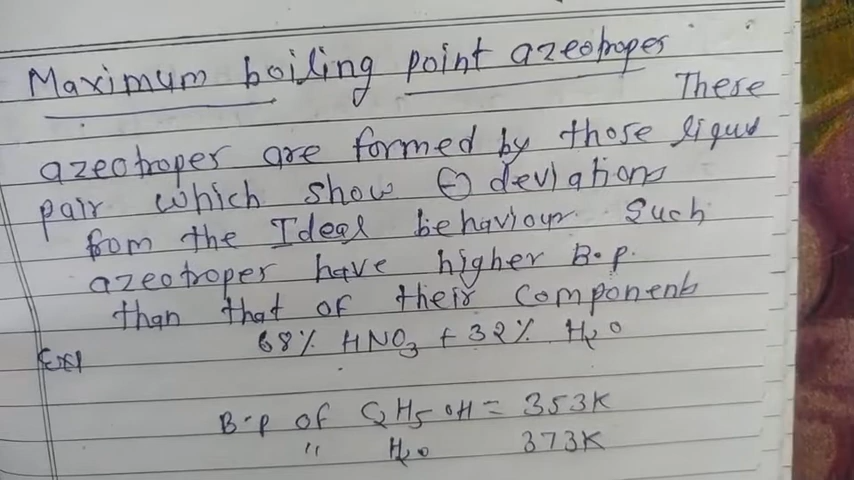 Maximum boiling point azeotropes
These
azeotropes are formed by those liquid
pair which show (-) deviations
from the Ideal behaviour. Such
azeotropes have higher B.p.
than that of their components
68% HNO₃ + 32% H₂O
Ex
B.p of C₂H₅OH = 353K
" H₂O 373K